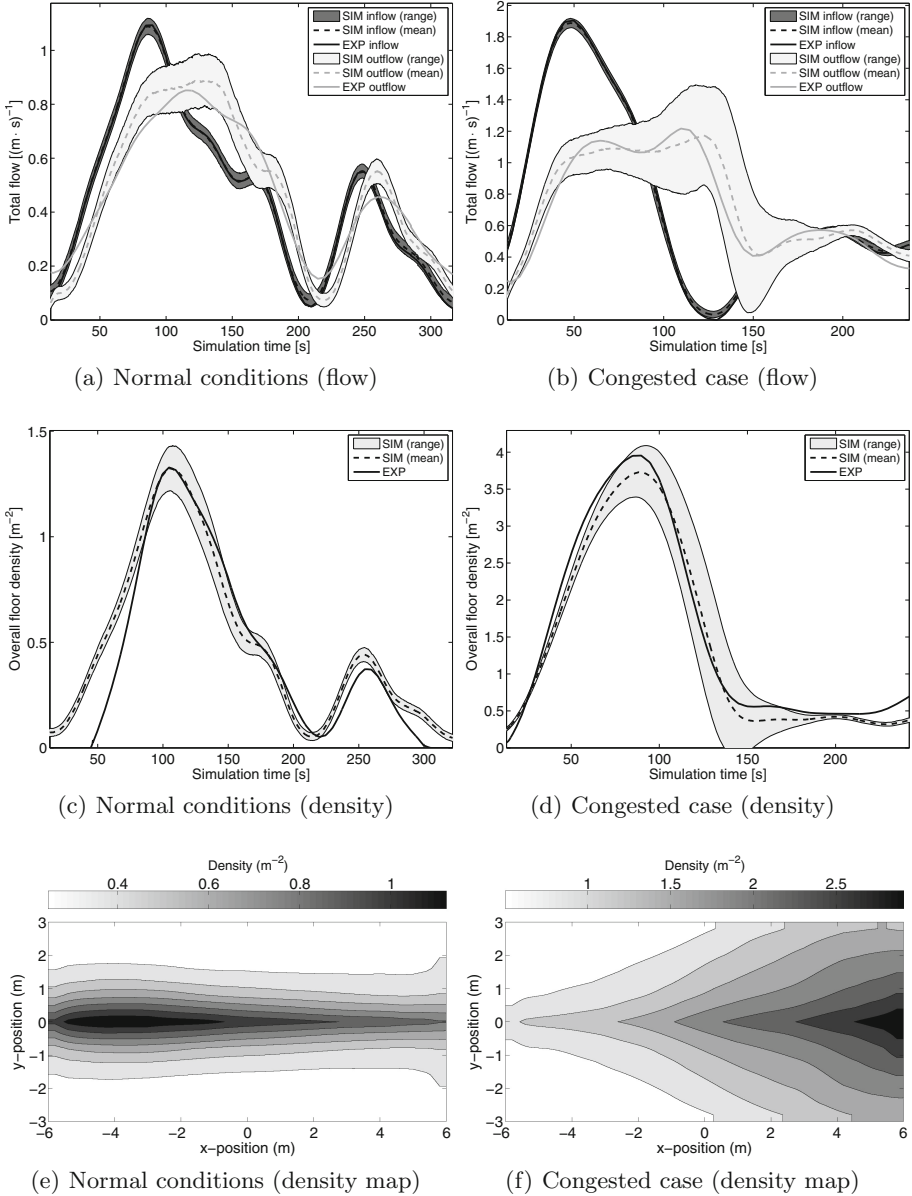 SIM inflow (range)
SIM inflow (mean)
EXP inflow
SIM outflow (range)
SIM outflow (mean)
EXP outflow
Total flow [(m · s)⁻¹]
1
0.8
0.6
0.4
0.2
0
50 100 150 200 250 300
Simulation time [s]
(a) Normal conditions (flow)
SIM inflow (range)
SIM inflow (mean)
EXP inflow
SIM outflow (range)
SIM outflow (mean)
EXP outflow
Total flow [(m · s)⁻¹]
2
1.8
1.6
1.4
1.2
1
0.8
0.6
0.4
0.2
0
50 100 150 200
Simulation time [s]
(b) Congested case (flow)
SIM (range)
SIM (mean)
EXP
Overall floor density [m⁻²]
1.5
1
0.5
0
50 100 150 200 250 300
Simulation time [s]
(c) Normal conditions (density)
SIM (range)
SIM (mean)
EXP
Overall floor density [m⁻²]
4
3.5
3
2.5
2
1.5
1
0.5
0
50 100 150 200
Simulation time [s]
(d) Congested case (density)
Density (m⁻²)
0.4 0.6 0.8 1
y−position (m)
3
2
1
0
−1
−2
−3
−6 −4 −2 0 2 4 6
x−position (m)
(e) Normal conditions (density map)
Density (m⁻²)
1 1.5 2 2.5
y−position (m)
3
2
1
0
−1
−2
−3
−6 −4 −2 0 2 4 6
x−position (m)
(f) Congested case (density map)